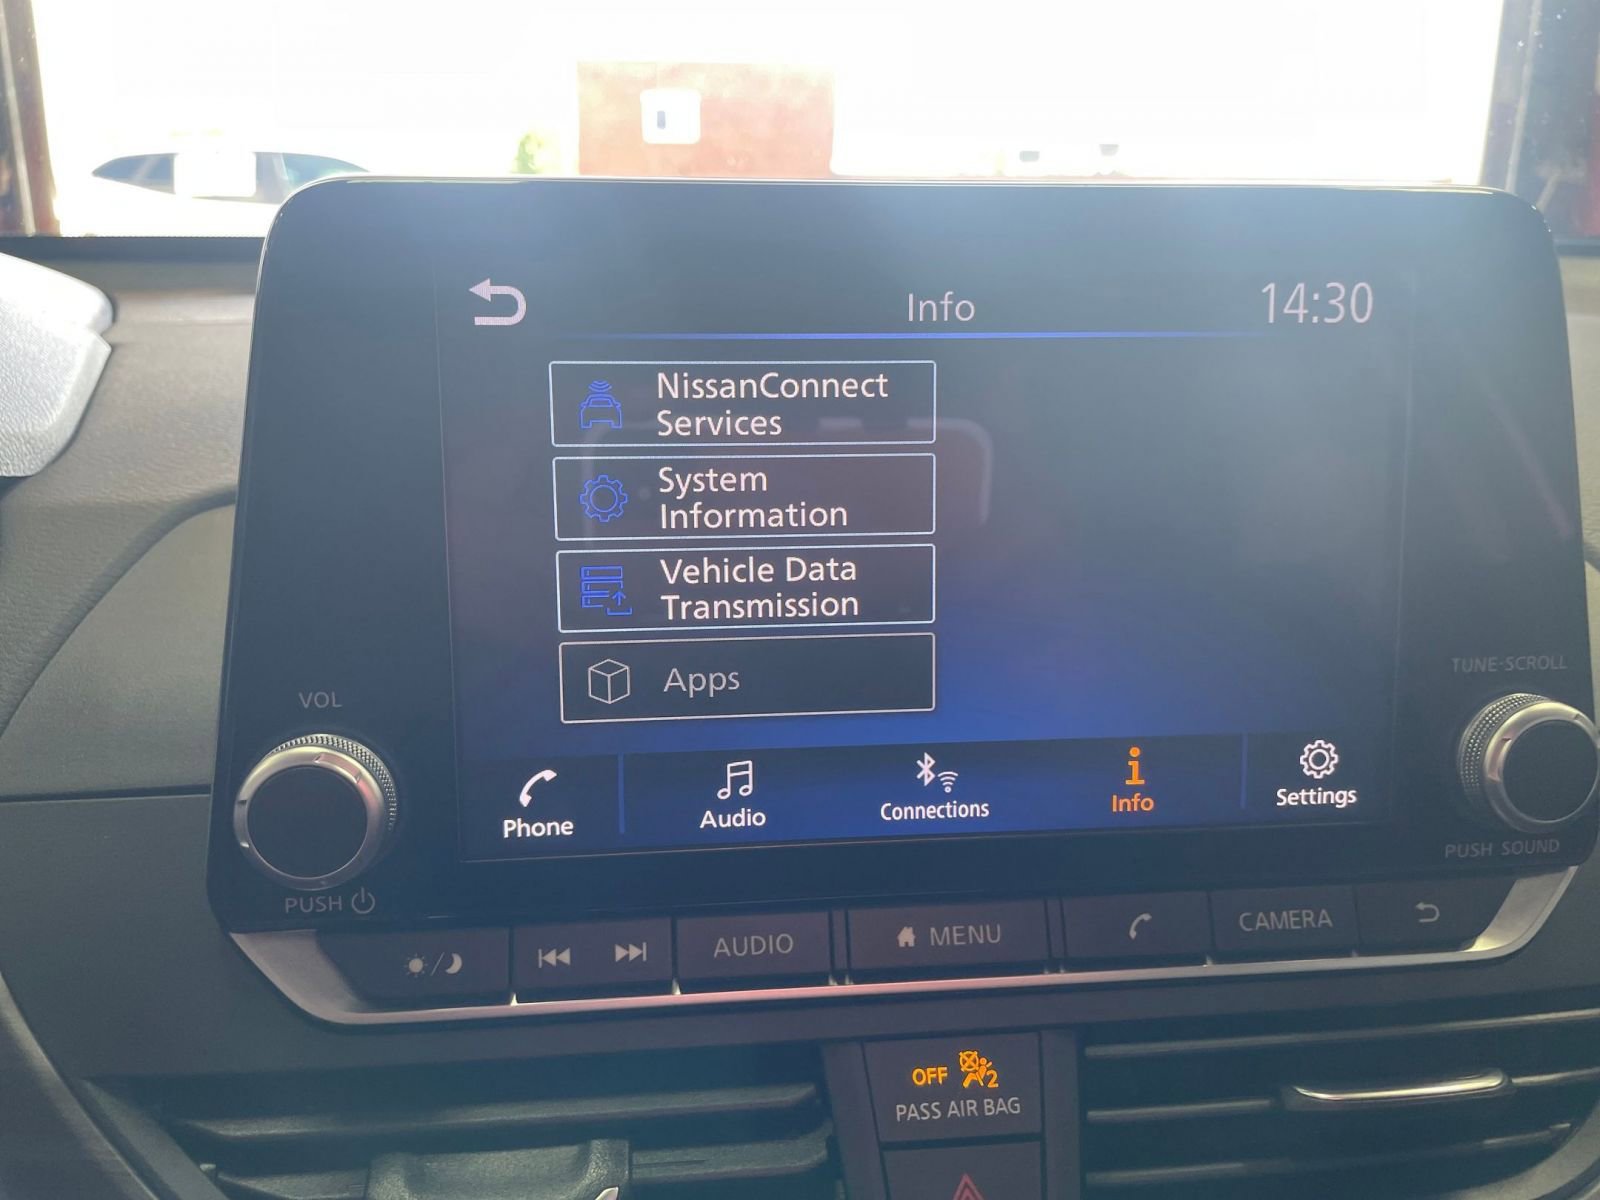 Info
14:30
NissanConnect
Services
System
Information
Vehicle Data
Transmission
Apps
VOL
TUNE·SCROLL
Phone
Audio
Connections
Info
Settings
PUSH
PUSH SOUND
AUDIO
MENU
CAMERA
OFF 2
PASS AIR BAG